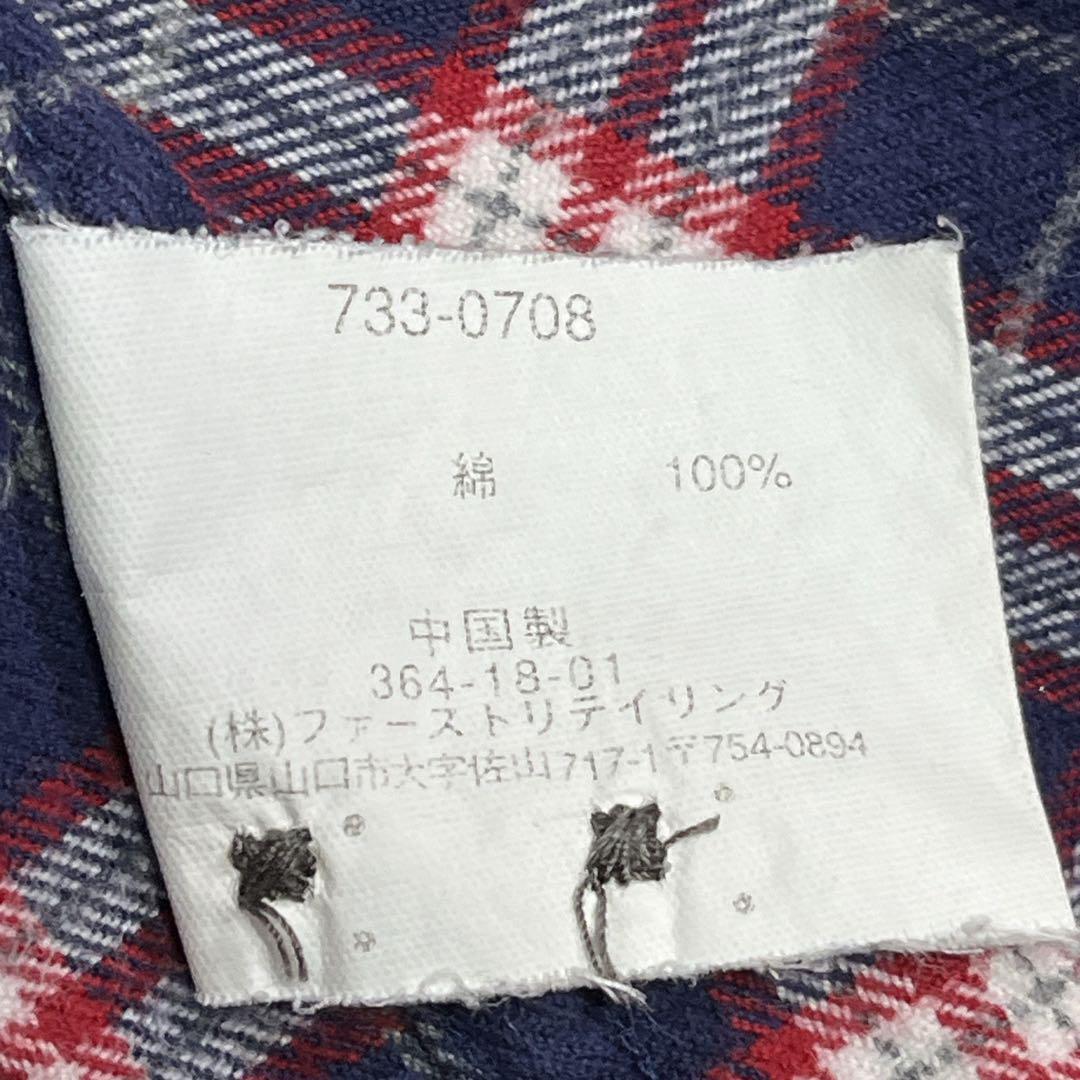 733-0708
綿 100%
中国製
364-18-01
(株)ファーストリテイリング
山口県山口市大字佐山717-1〒754-0894